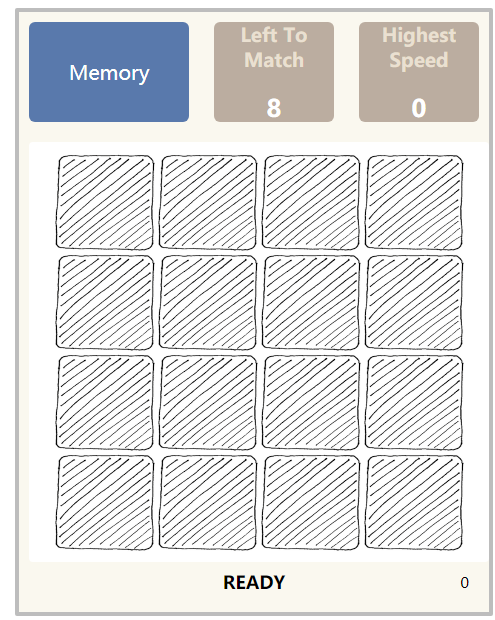 Memory
Left To
Match
8
Highest
Speed
0
READY
0